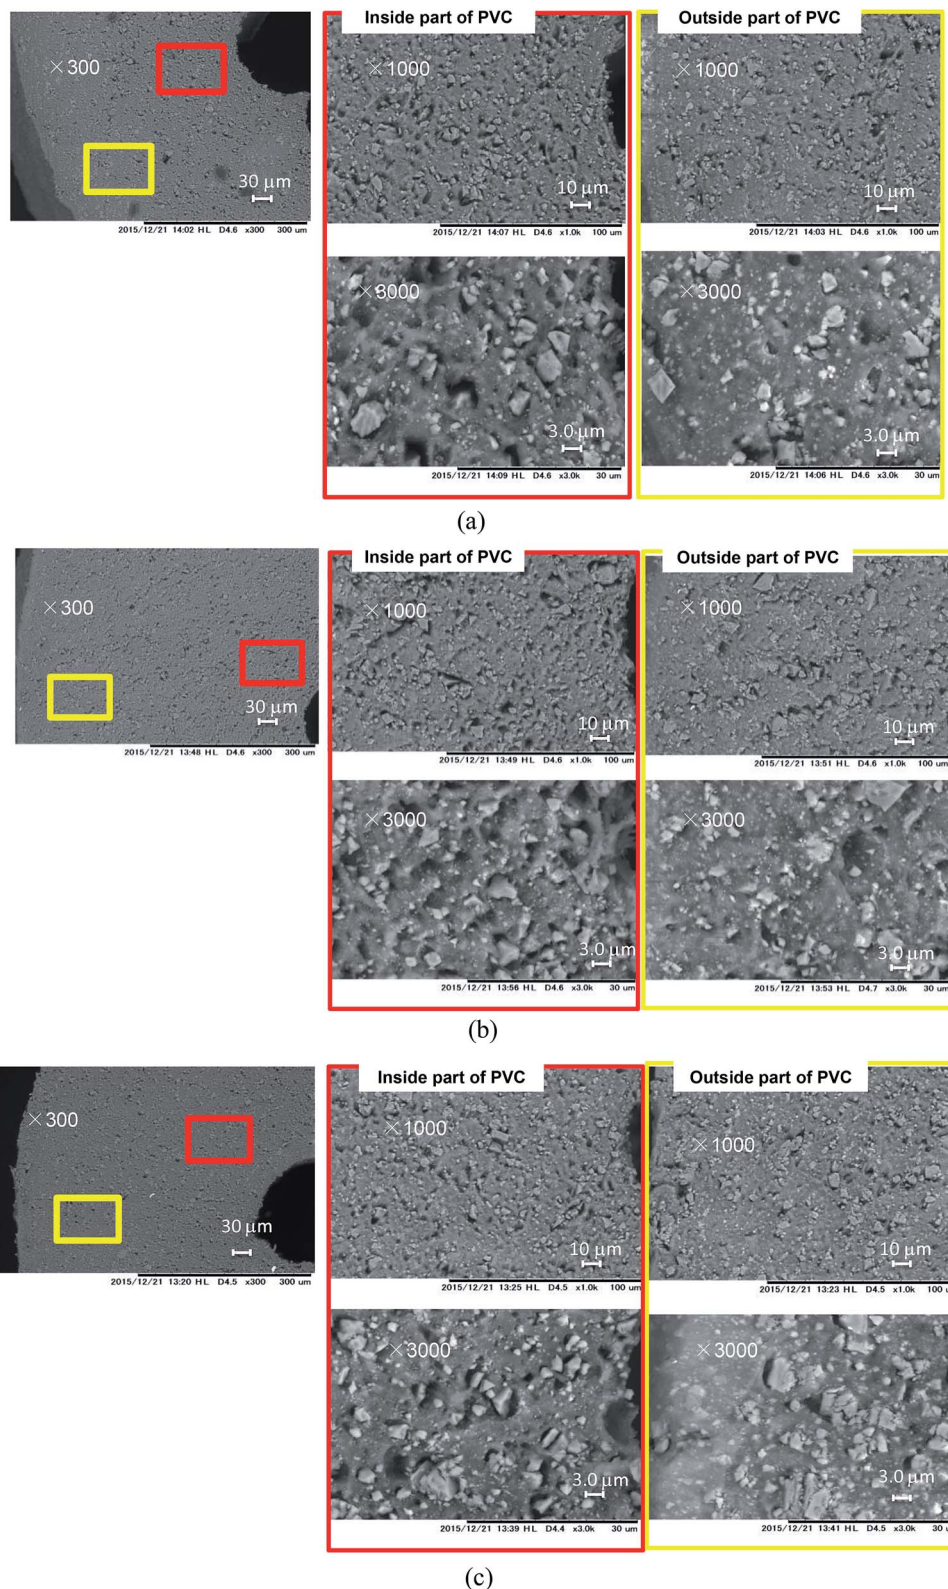 Inside part of PVC
Outside part of PVC
× 300
30 μm
2015/12/21 14:02 HL D4.6 x300 300 um
× 1000
10 μm
2015/12/21 14:07 HL D4.6 x1.0k 100 um
× 1000
10 μm
2015/12/21 14:03 HL D4.6 x1.0k 100 um
× 3000
3.0 μm
2015/12/21 14:09 HL D4.6 x3.0k 30 um
× 3000
3.0 μm
2015/12/21 14:06 HL D4.6 x3.0k 30 um
(a)
Inside part of PVC
Outside part of PVC
× 300
30 μm
2015/12/21 13:48 HL D4.6 x300 300 um
× 1000
10 μm
2015/12/21 13:49 HL D4.6 x1.0k 100 um
× 1000
10 μm
2015/12/21 13:51 HL D4.6 x1.0k 100 um
× 3000
3.0 μm
2015/12/21 13:56 HL D4.6 x3.0k 30 um
× 3000
3.0 μm
2015/12/21 13:53 HL D4.7 x3.0k 30 um
(b)
Inside part of PVC
Outside part of PVC
× 300
30 μm
2015/12/21 13:20 HL D4.5 x300 300 um
× 1000
10 μm
2015/12/21 13:25 HL D4.5 x1.0k 100 um
× 1000
10 μm
2015/12/21 13:23 HL D4.5 x1.0k 100 um
× 3000
3.0 μm
2015/12/21 13:39 HL D4.4 x3.0k 30 um
× 3000
3.0 μm
2015/12/21 13:41 HL D4.5 x3.0k 30 um
(c)